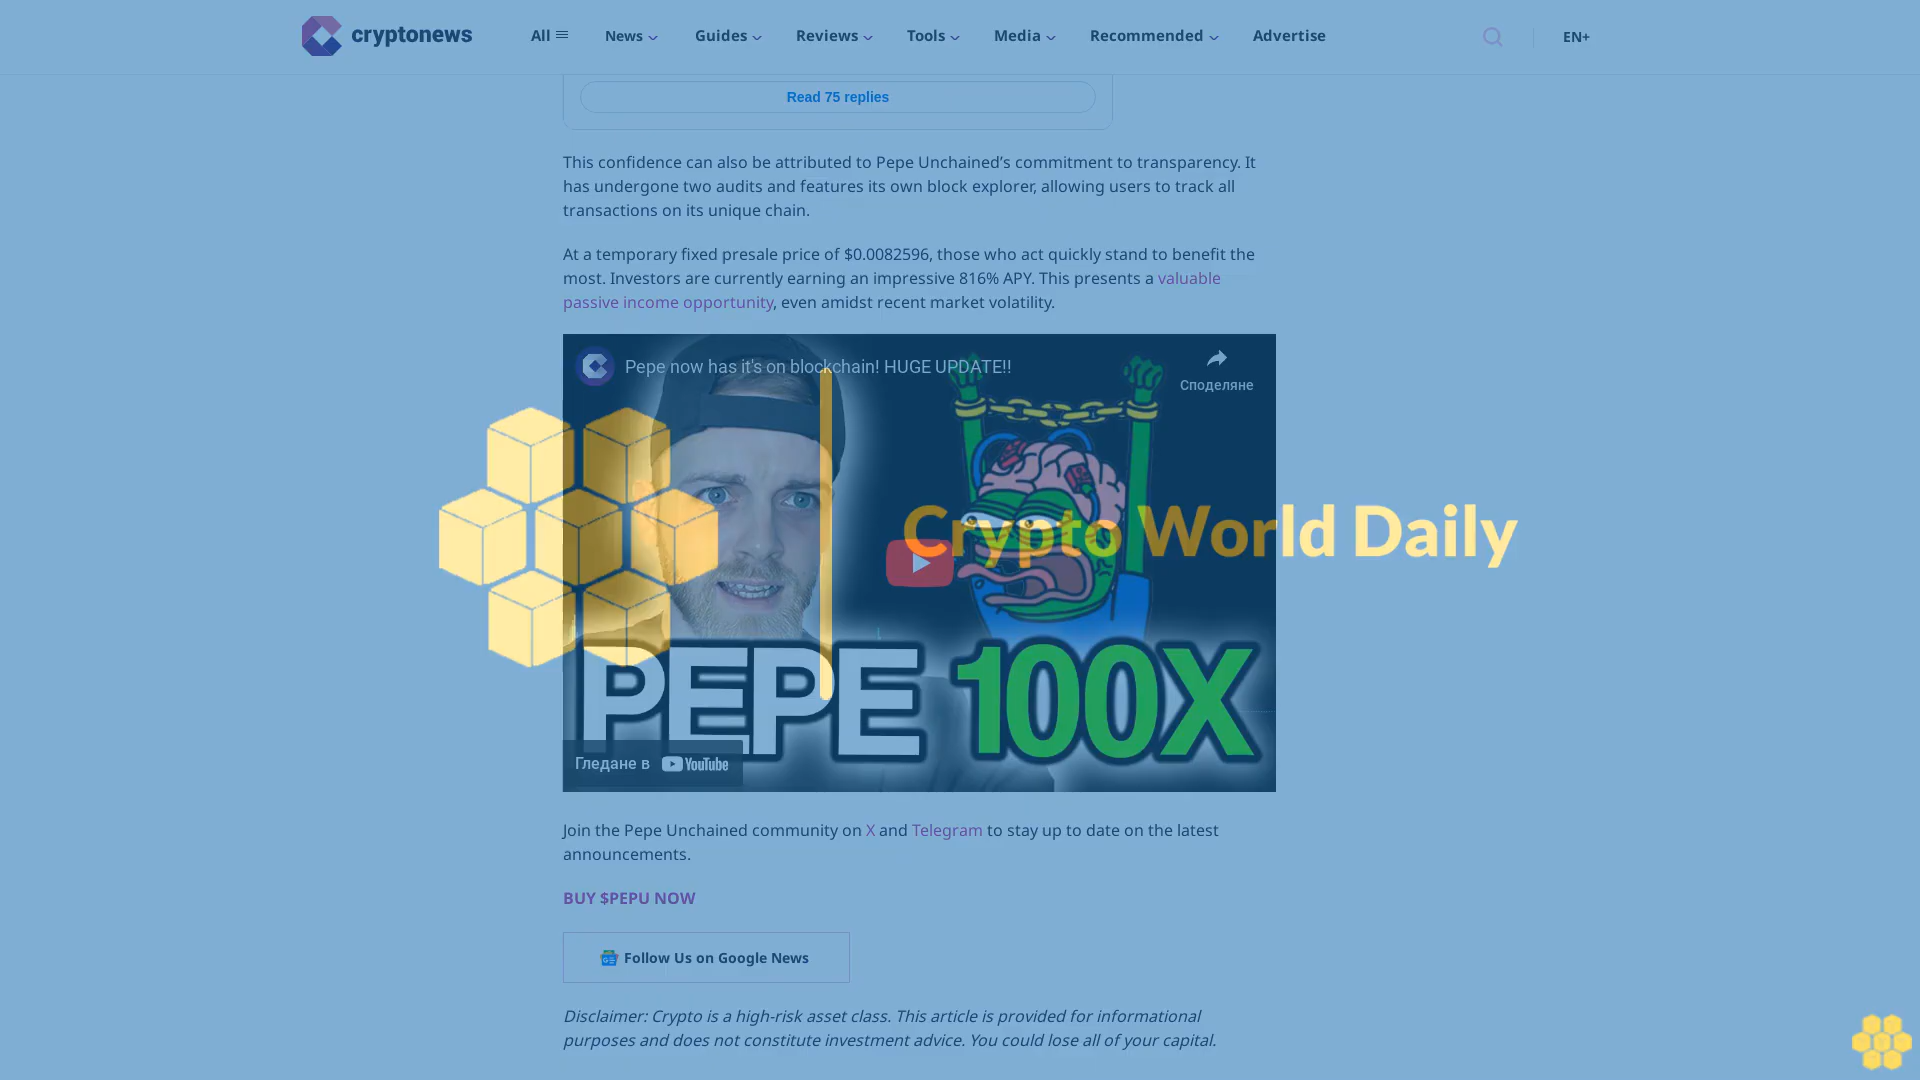 cryptonews
All
News
Guides
Reviews
Tools
Media
Recommended
Advertise
EN+
Read 75 replies
This confidence can also be attributed to Pepe Unchained’s commitment to transparency. It
has undergone two audits and features its own block explorer, allowing users to track all
transactions on its unique chain.
At a temporary fixed presale price of $0.0082596, those who act quickly stand to benefit the
most. Investors are currently earning an impressive 816% APY. This presents a valuable
passive income opportunity, even amidst recent market volatility.
Pepe now has it's on blockchain! HUGE UPDATE!!
Споделяне
Crypto World Daily
PEPE 100X
Гледане в YouTube
Join the Pepe Unchained community on X and Telegram to stay up to date on the latest
announcements.
BUY $PEPU NOW
Follow Us on Google News
Disclaimer: Crypto is a high-risk asset class. This article is provided for informational
purposes and does not constitute investment advice. You could lose all of your capital.